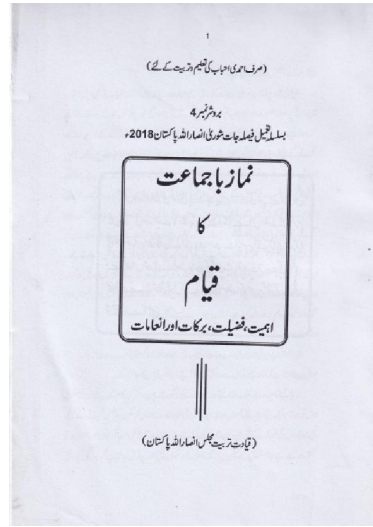 1
(صرف احمدی احباب کی تعلیم و تربیت کے لئے)
بروشر نمبر 4
بسلسلہ تعمیل فیصلہ جات شوریٰ انصار اللہ پاکستان 2018ء
نماز باجماعت
کا
قیام
اہمیت، فضیلت، برکات اور انعامات
(قیادت تربیت مجلس انصار اللہ پاکستان)